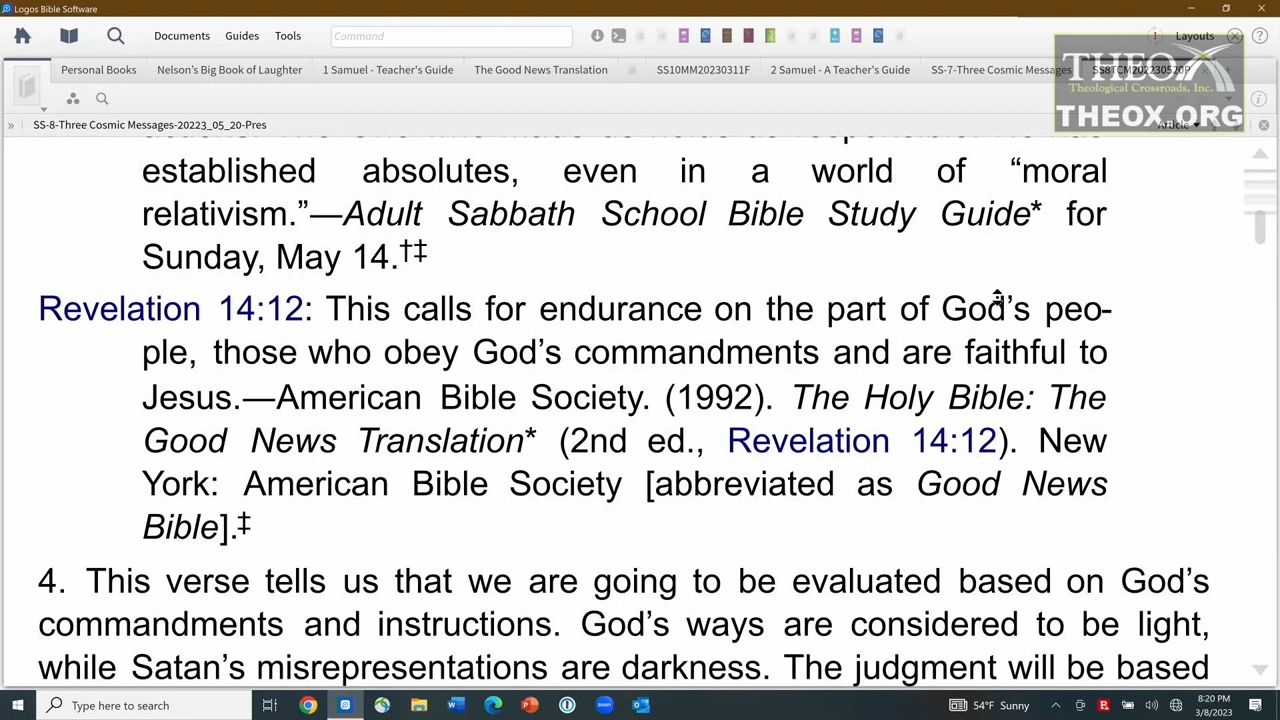 Logos Bible Software
Documents Guides Tools Command Layouts
Personal Books Nelson's Big Book of Laughter 1 Samuel Teac The Good News Translation SS10MM20230311F 2 Samuel - A Teacher's Guide SS-7-Three Cosmic Messages SS8TCM202230520P
THEOX
Theological Crossroads, Inc.
THEOX.ORG
SS-8-Three Cosmic Messages-20223_05_20-Pres Article
established absolutes, even in a world of “moral
relativism.”—Adult Sabbath School Bible Study Guide* for
Sunday, May 14.†‡
Revelation 14:12: This calls for endurance on the part of God’s peo-
ple, those who obey God’s commandments and are faithful to
Jesus.—American Bible Society. (1992). The Holy Bible: The
Good News Translation* (2nd ed., Revelation 14:12). New
York: American Bible Society [abbreviated as Good News
Bible].‡
4. This verse tells us that we are going to be evaluated based on God’s
commandments and instructions. God’s ways are considered to be light,
while Satan’s misrepresentations are darkness. The judgment will be based
Type here to search 54°F Sunny 8:20 PM
3/8/2023